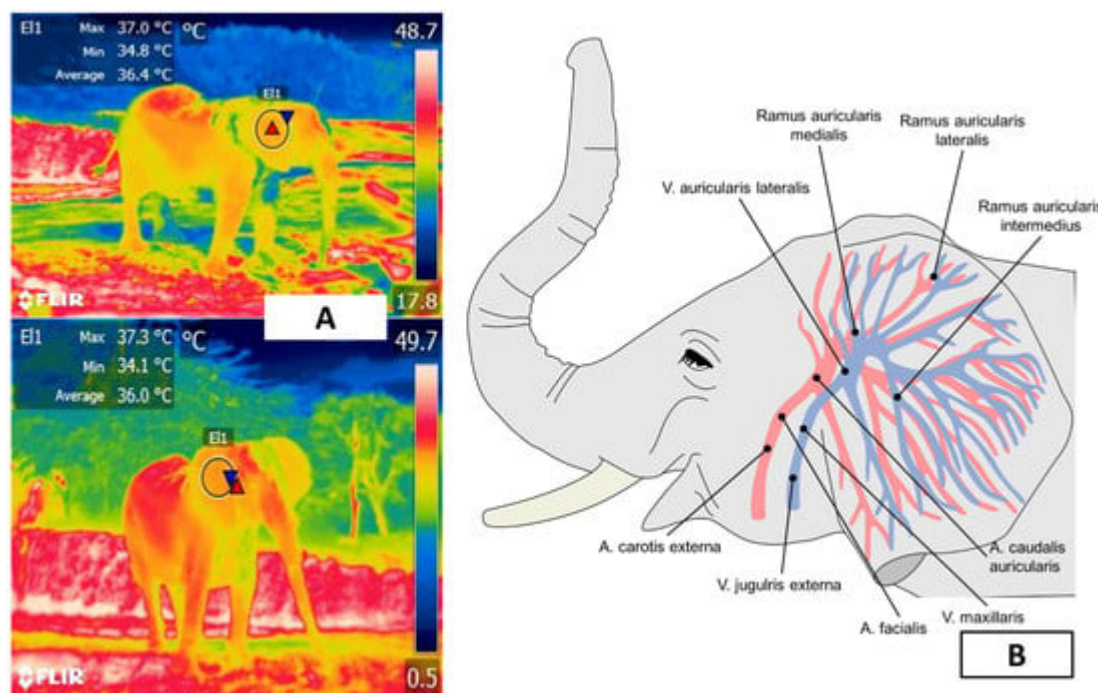 El1 Max 37.0 °C °C 48.7
Min 34.8 °C
Average 36.4 °C
El1
FLIR
A
17.8
El1 Max 37.3 °C °C 49.7
Min 34.1 °C
Average 36.0 °C
El1
FLIR
0.5
Ramus auricularis
medialis
Ramus auricularis
lateralis
V. auricularis lateralis
Ramus auricularis
intermedius
A. carotis externa
V. jugulris externa
A. facialis
V. maxillaris
A. caudalis
auricularis
B